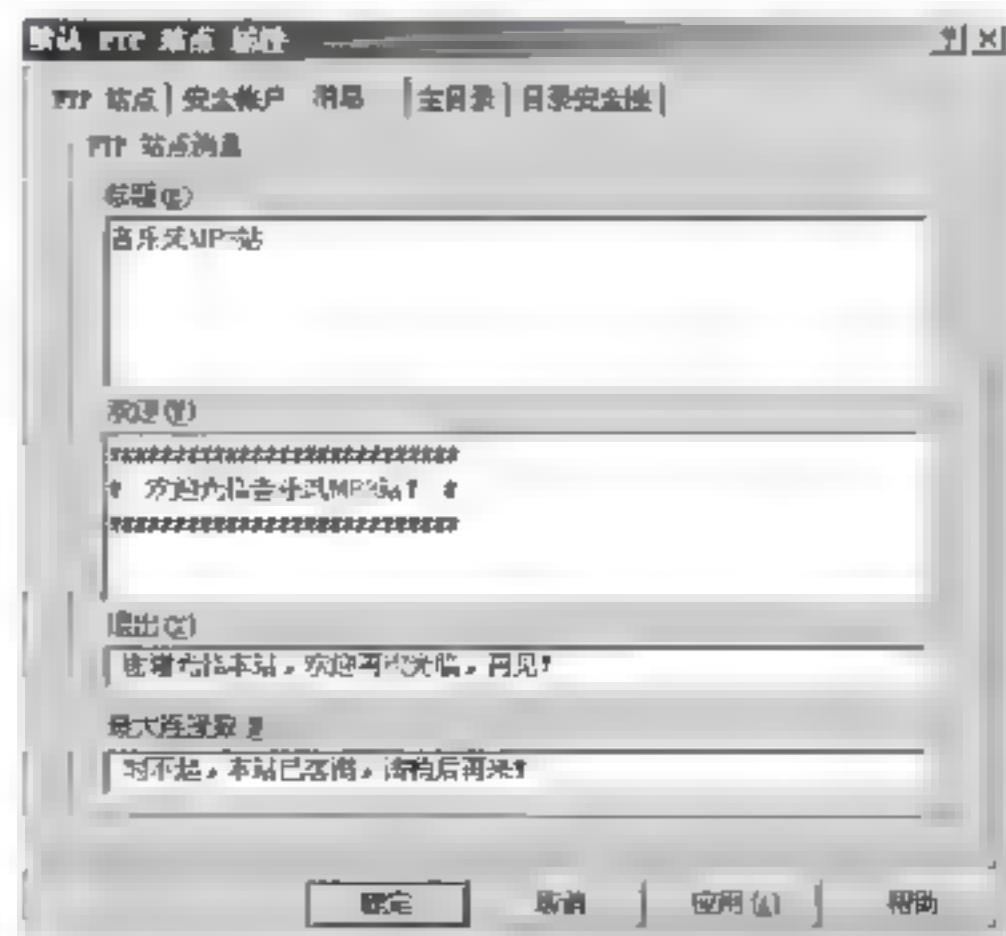 默认 FTP 站点 属性
FTP 站点 安全帐户 消息 主目录 目录安全性
FTP 站点消息
标题(E)
音乐MP3站
欢迎(W)
############################
# 欢迎光临音乐MP3站! #
############################
退出(X)
谢谢光临本站,欢迎再次光临,再见!
最大连接数
对不起,本站已客满,请稍后再来!
确定 取消 应用(A) 帮助